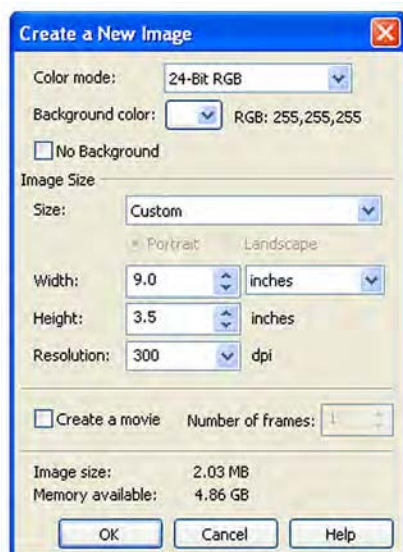 Create a New Image
Color mode: 24-Bit RGB
Background color: RGB: 255,255,255
No Background
Image Size
Size: Custom
Portrait Landscape
Width: 9.0 inches
Height: 3.5 inches
Resolution: 300 dpi
Create a movie Number of frames: 1
Image size: 2.03 MB
Memory available: 4.86 GB
OK Cancel Help